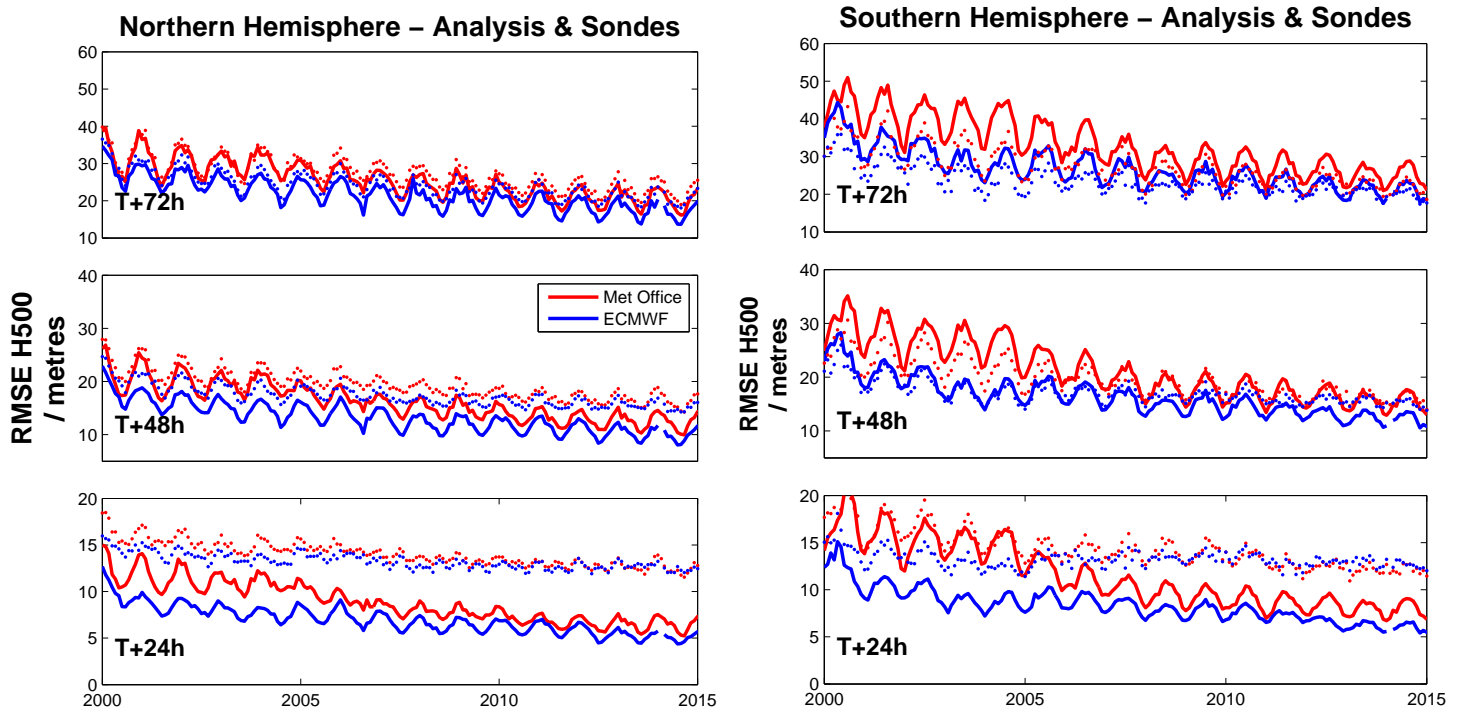 Northern Hemisphere – Analysis & Sondes
60
50
40
30
20
10
T+72h
40
30
20
10
T+48h
Met Office
ECMWF
20
15
10
5
0
T+24h
2000
2005
2010
2015
RMSE H500
/ metres
Southern Hemisphere – Analysis & Sondes
60
50
40
30
20
10
T+72h
40
30
20
10
T+48h
20
15
10
5
0
T+24h
2000
2005
2010
2015
RMSE H500
/ metres